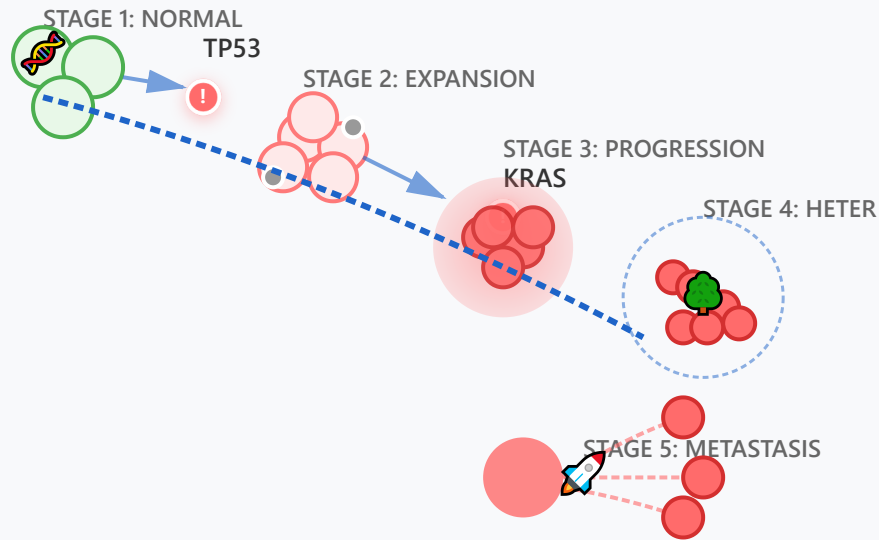 STAGE 1: NORMAL
TP53
!
STAGE 2: EXPANSION
STAGE 3: PROGRESSION
KRAS
STAGE 4: HETER
STAGE 5: METASTASIS